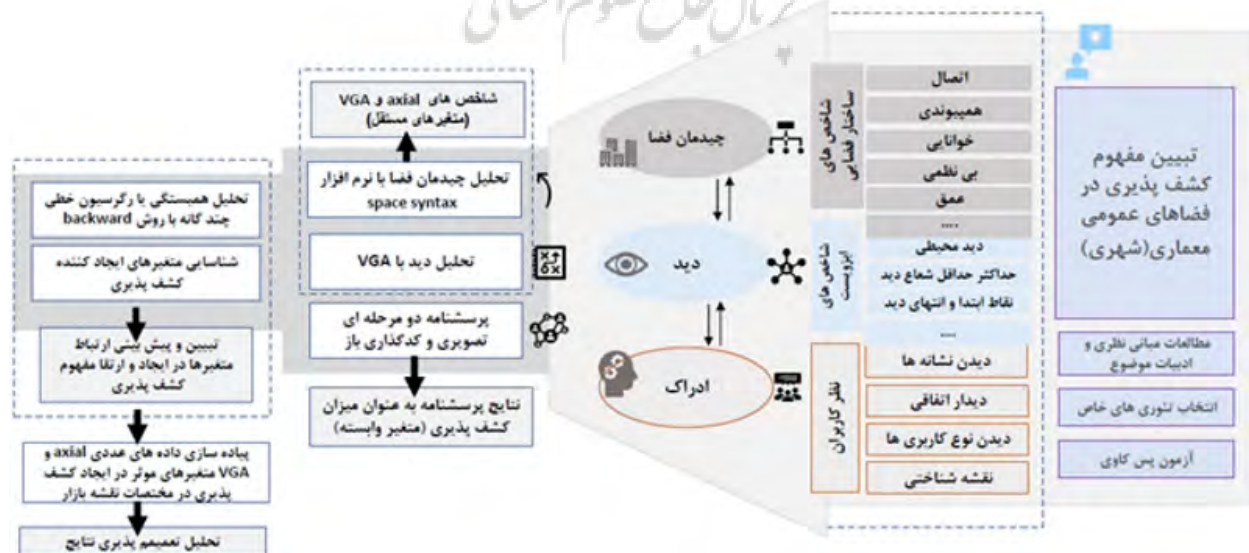 پرتال جامع علوم انسانی
تبیین مفهوم
کشف پذیری در
فضاهای عمومی
معماری(شهری)
مطالعات مبانی نظری و
ادبیات موضوع
انتخاب تئوری های خاص
آزمون پس کاوی
شاخص های
ساختار فضایی
اتصال
همپیوندی
خوانایی
بی نظمی
عمق
....
شاخص های
ایزویست
دید محیطی
حداکثر حداقل شعاع دید
نقاط ابتدا و انتهای دید
....
نظر کاربران
دیدن نشانه ها
دیدار اتفاقی
دیدن نوع کاربری ها
نقشه شناختی
چیدمان فضا
دید
ادراک
شاخص های axial و VGA
(متغیرهای مستقل)
تحلیل چیدمان فضا با نرم افزار
space syntax
تحلیل دید با VGA
پرسشنامه دو مرحله ای
تصویری و کدگذاری باز
نتایج پرسشنامه به عنوان میزان
کشف پذیری (متغیر وابسته)
تحلیل همبستگی با رگرسیون خطی
چند گانه با روش backward
شناسایی متغیرهای ایجاد کننده
کشف پذیری
تبیین و پیش بینی ارتباط
متغیرها در ایجاد و ارتقا مفهوم
کشف پذیری
پیاده سازی داده های عددی axial و
VGA متغیرهای موثر در ایجاد کشف
پذیری در مختصات نقشه بازار
تحلیل تعمیمم پذیری نتایج